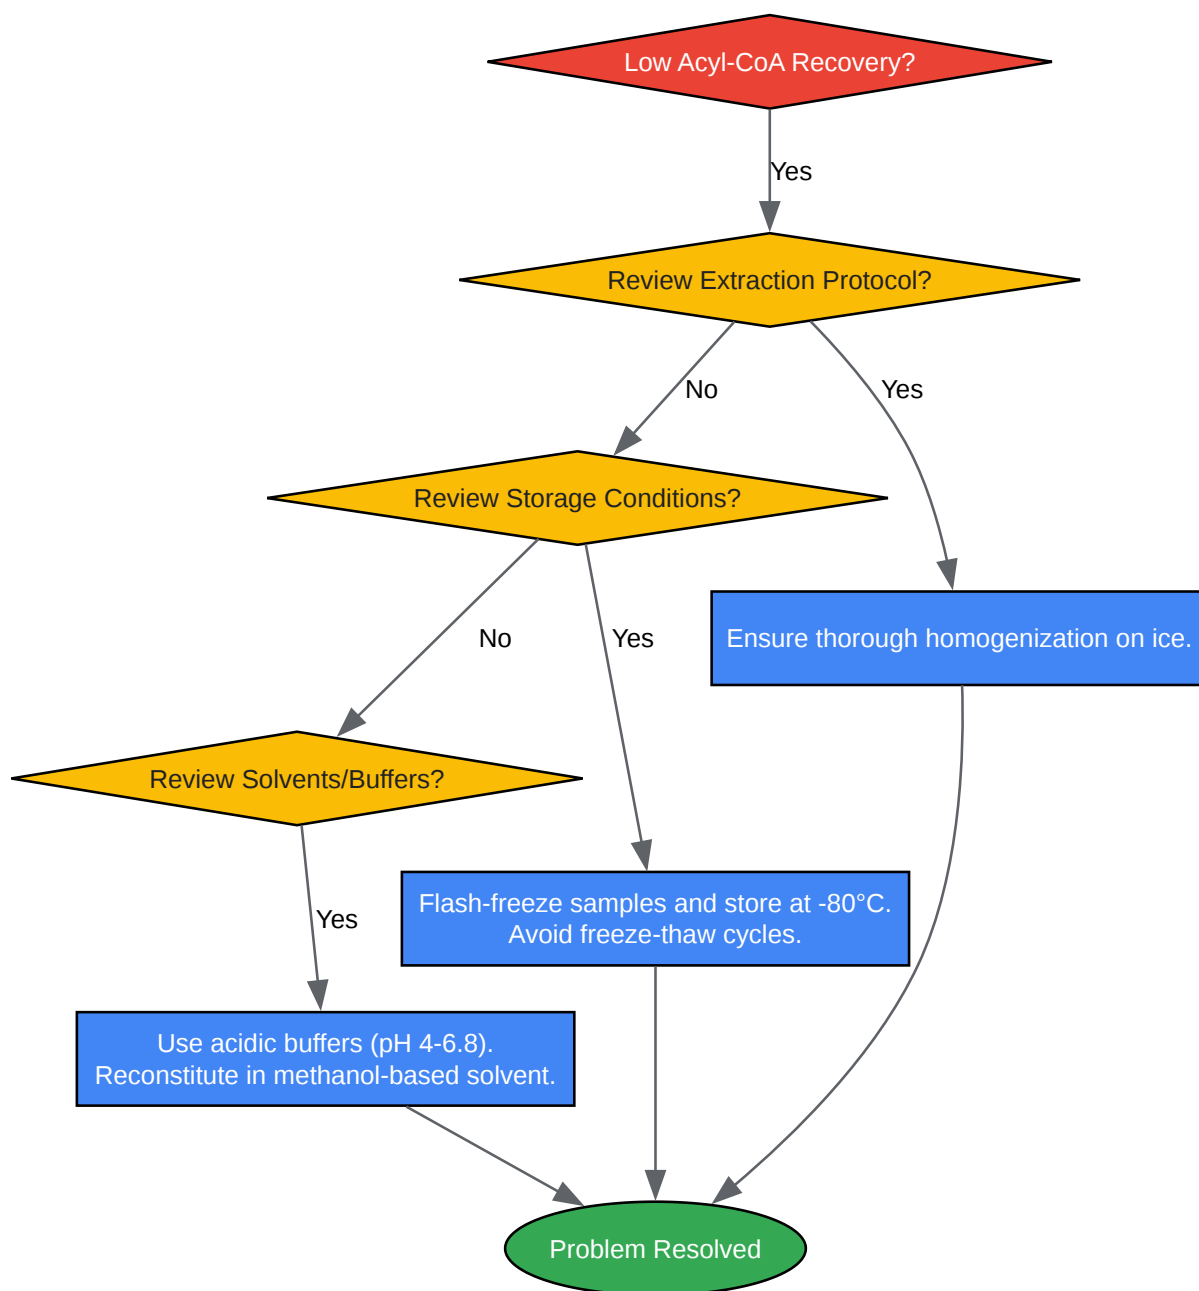 Low Acyl-CoA Recovery?
Yes
Review Extraction Protocol?
No
Yes
Review Storage Conditions?
No
Yes
Ensure thorough homogenization on ice.
Review Solvents/Buffers?
Yes
Flash-freeze samples and store at -80°C.
Avoid freeze-thaw cycles.
Use acidic buffers (pH 4-6.8).
Reconstitute in methanol-based solvent.
Problem Resolved